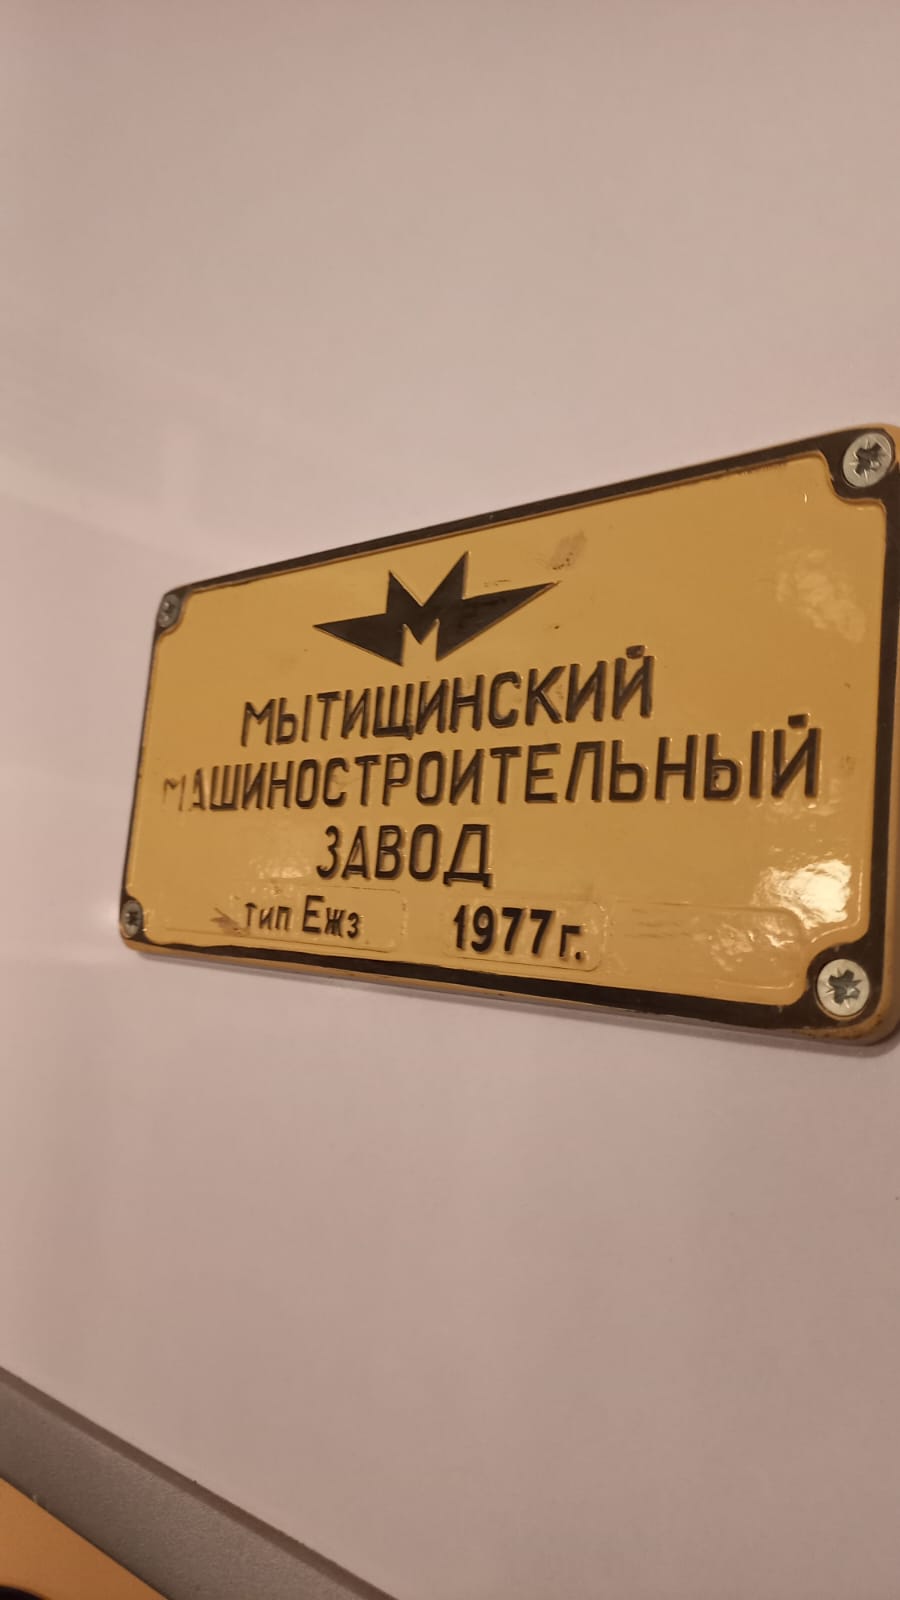 МЫТИЩИНСКИЙ
МАШИНОСТРОИТЕЛЬНЫЙ
ЗАВОД
тип Ежз 1977г.